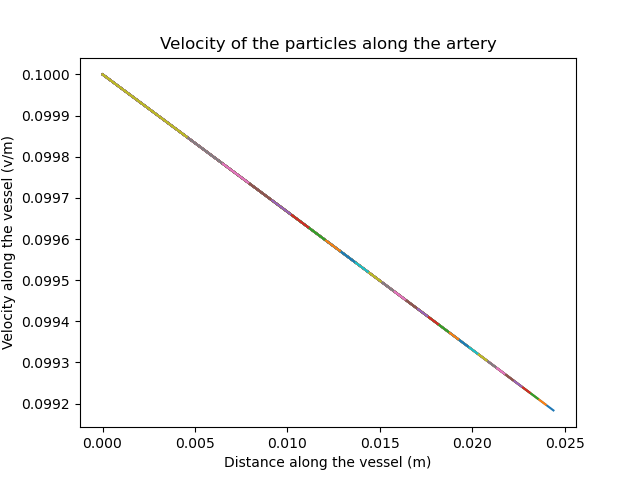 Velocity of the particles along the artery
Velocity along the vessel (v/m)
0.1000
0.0999
0.0998
0.0997
0.0996
0.0995
0.0994
0.0993
0.0992
0.000 0.005 0.010 0.015 0.020 0.025
Distance along the vessel (m)